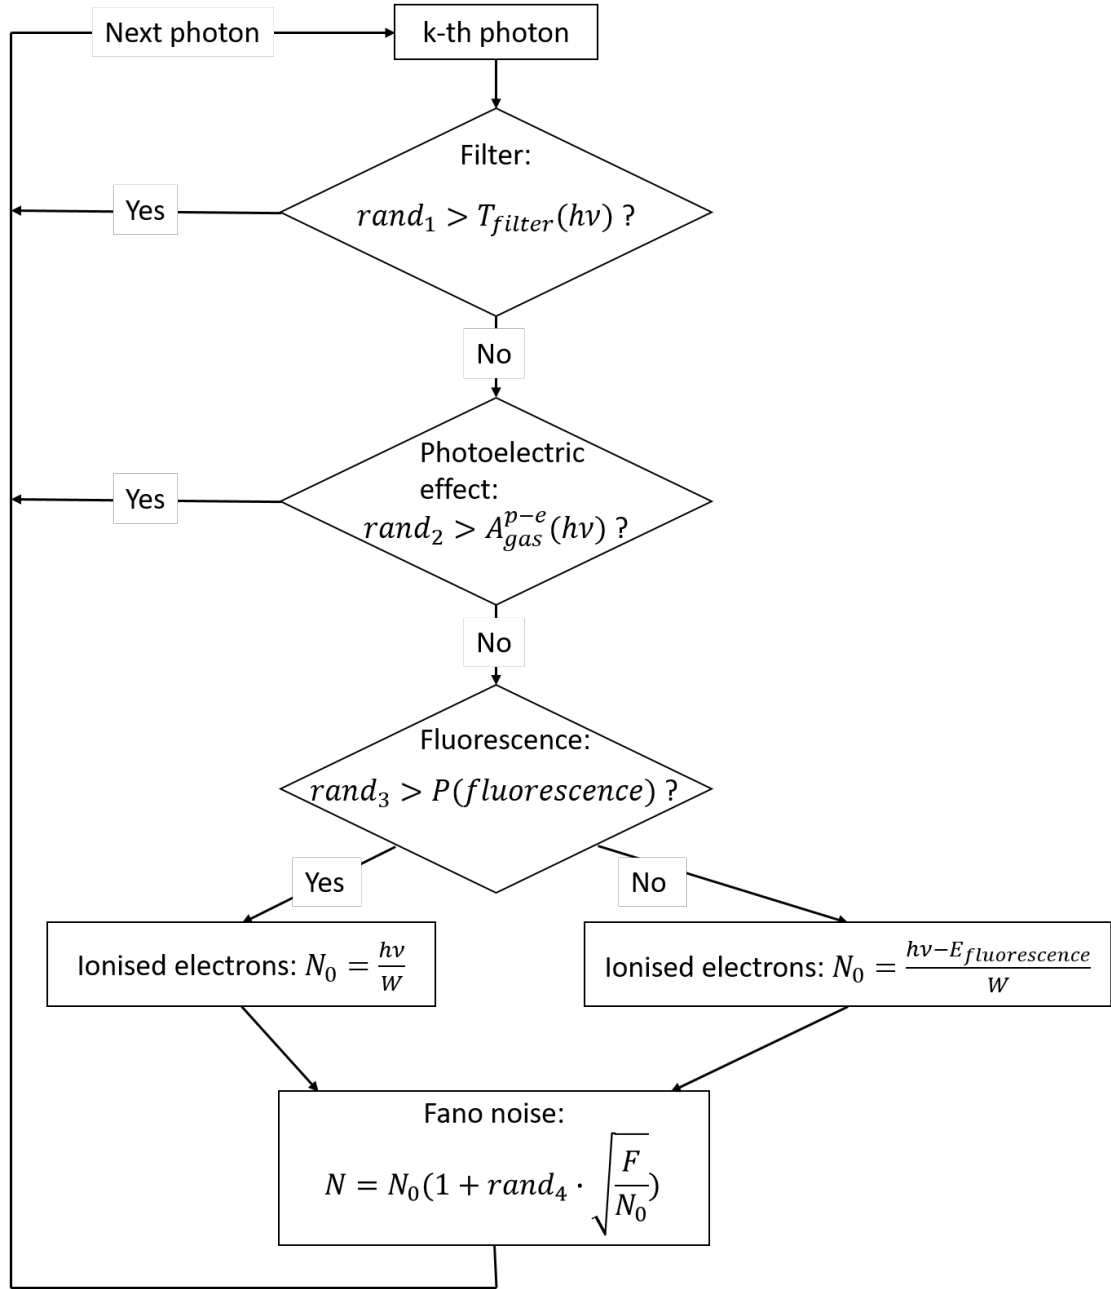 Next photon
k-th photon
Filter:
rand₁ > T_filter(hν) ?
Yes
No
Photoelectric
effect:
rand₂ > A_gas^{p−e}(hν) ?
Yes
No
Fluorescence:
rand₃ > P(fluorescence) ?
Yes
No
Ionised electrons: N₀ = hν/W
Ionised electrons: N₀ = (hν−E_fluorescence)/W
Fano noise:
N = N₀(1 + rand₄ · √(F/N₀))